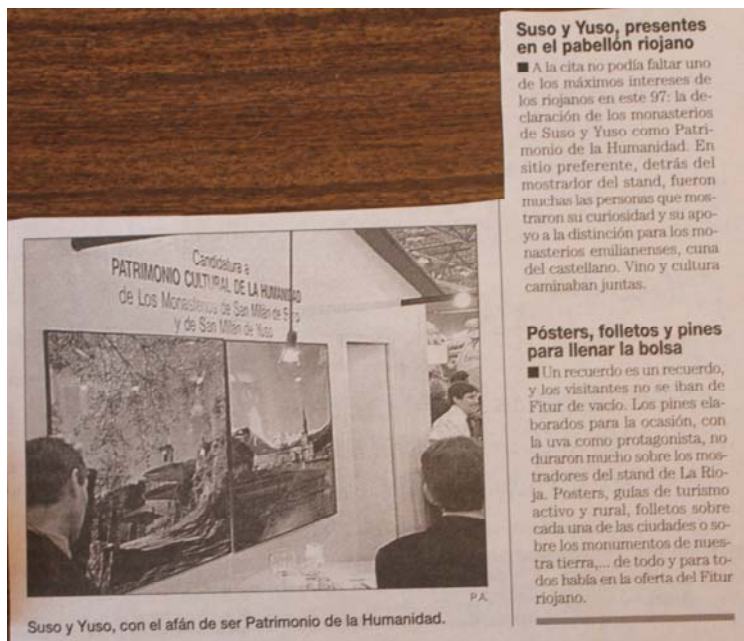 Suso y Yuso, presentes
en el pabellón riojano
■ A la cita no podía faltar uno
de los máximos intereses de
los riojanos en este 97: la de-
claración de los monasterios
de Suso y Yuso como Patri-
monio de la Humanidad. En
sitio preferente, detrás del
mostrador del stand, fueron
muchas las personas que mos-
traron su curiosidad y su apo-
yo a la distinción para los mo-
nasterios emilianenses, cuna
del castellano. Vino y cultura
caminaban juntas.
Pósters, folletos y pines
para llenar la bolsa
■ Un recuerdo es un recuerdo,
y los visitantes no se iban de
Fitur de vacío. Los pines ela-
borados para la ocasión, con
la uva como protagonista, no
duraron mucho sobre los mos-
tradores del stand de La Rio-
ja. Posters, guías de turismo
activo y rural, folletos sobre
cada una de las ciudades o so-
bre los monumentos de nues-
tra tierra,... de todo y para to-
dos había en la oferta del Fitur
riojano.
Candidatura a
PATRIMONIO CULTURAL DE LA HUMANIDAD
de Los Monasterios de San Millán de Suso
y de San Millán de Yuso
P.A.
Suso y Yuso, con el afán de ser Patrimonio de la Humanidad.